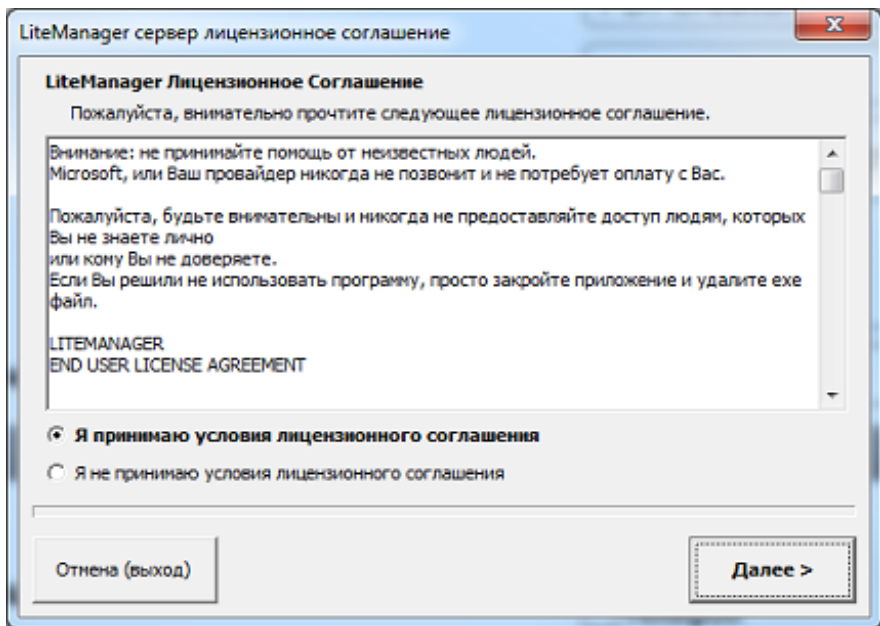 LiteManager сервер лицензионное соглашение
LiteManager Лицензионное Соглашение
Пожалуйста, внимательно прочтите следующее лицензионное соглашение.
Внимание: не принимайте помощь от неизвестных людей.
Microsoft, или Ваш провайдер никогда не позвонит и не потребует оплату с Вас.
Пожалуйста, будьте внимательны и никогда не предоставляйте доступ людям, которых
Вы не знаете лично
или кому Вы не доверяете.
Если Вы решили не использовать программу, просто закройте приложение и удалите exe
файл.
LITEMANAGER
END USER LICENSE AGREEMENT
Я принимаю условия лицензионного соглашения
Я не принимаю условия лицензионного соглашения
Отмена (выход)
Далее >